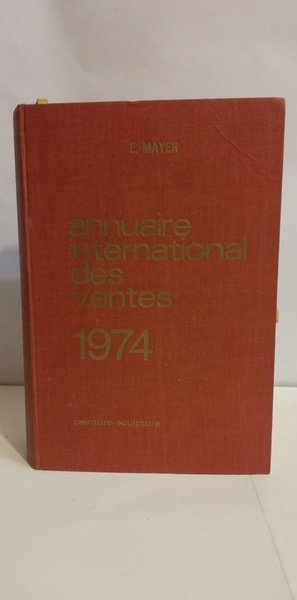 E. MAYER
annuaire
international
des
ventes
1974
peinture-sculpture